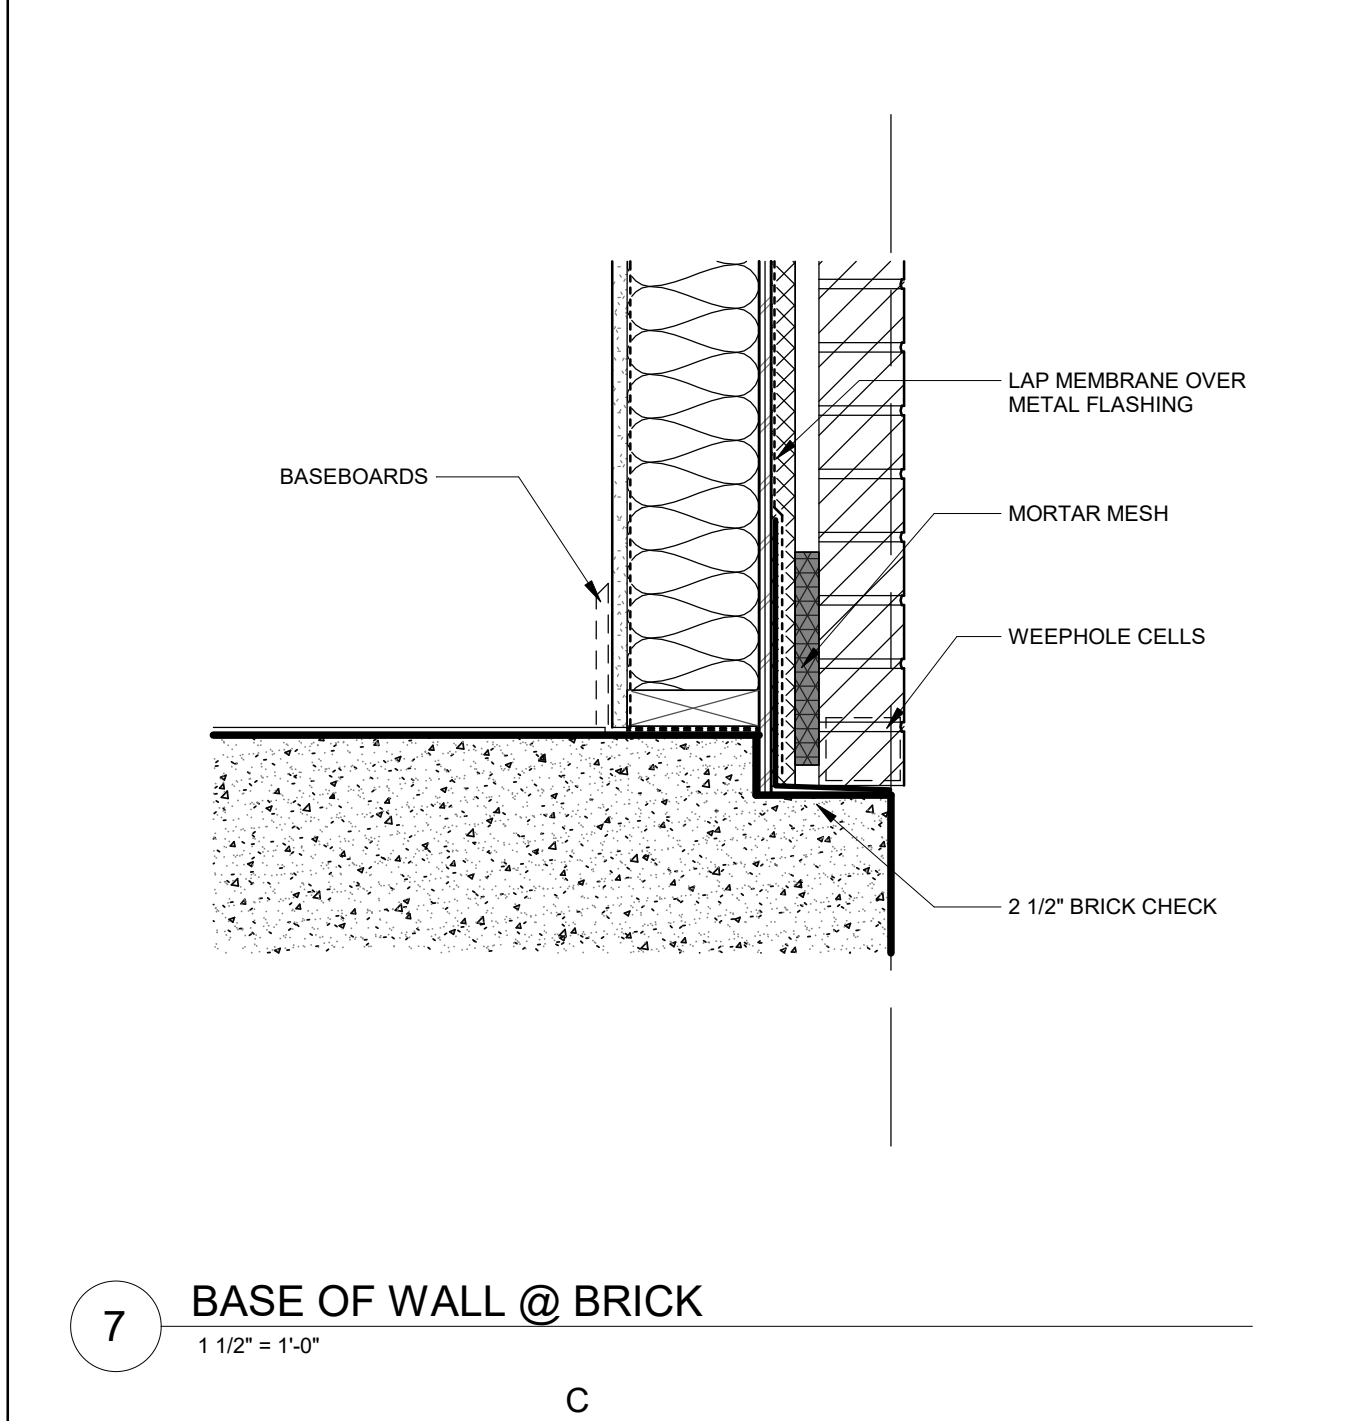 LAP MEMBRANE OVER
METAL FLASHING
BASEBOARDS
MORTAR MESH
WEEPHOLE CELLS
2 1/2" BRICK CHECK
7
BASE OF WALL @ BRICK
1 1/2" = 1'-0"
C